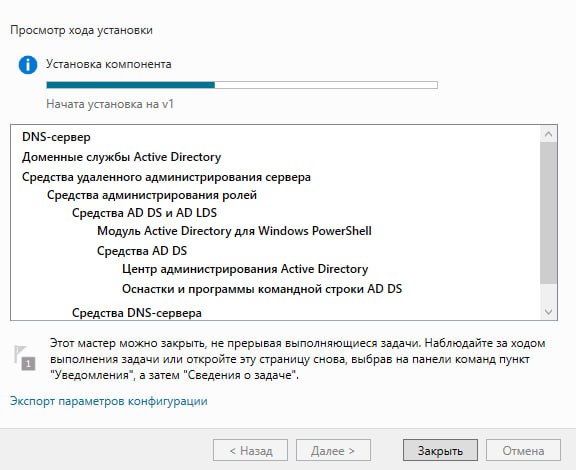 Просмотр хода установки
Установка компонента
Начата установка на v1
DNS-сервер
Доменные службы Active Directory
Средства удаленного администрирования сервера
Средства администрирования ролей
Средства AD DS и AD LDS
Модуль Active Directory для Windows PowerShell
Средства AD DS
Центр администрирования Active Directory
Оснастки и программы командной строки AD DS
Средства DNS-сервера
Этот мастер можно закрыть, не прерывая выполняющиеся задачи. Наблюдайте за ходом
выполнения задачи или откройте эту страницу снова, выбрав на панели команд пункт
"Уведомления", а затем "Сведения о задаче".
1
Экспорт параметров конфигурации
< Назад
Далее >
Закрыть
Отмена